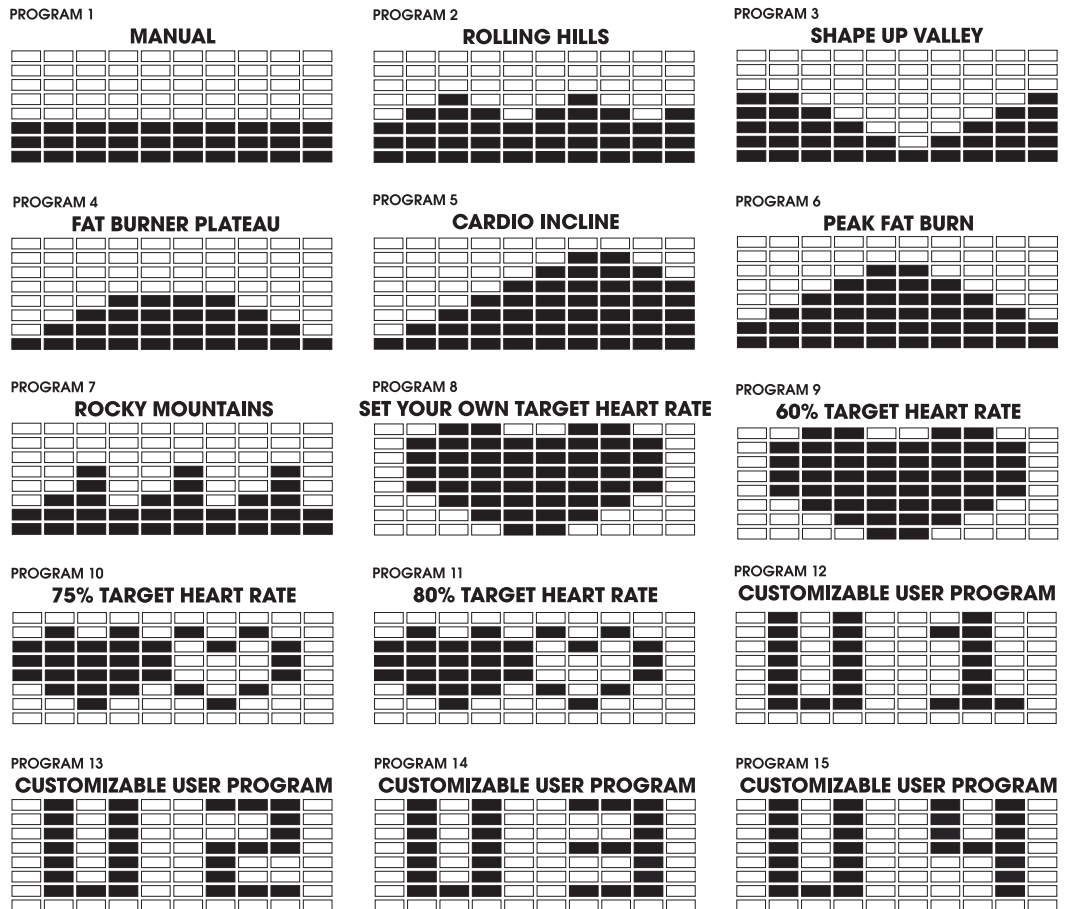 PROGRAM 1
MANUAL
PROGRAM 2
ROLLING HILLS
PROGRAM 3
SHAPE UP VALLEY
PROGRAM 4
FAT BURNER PLATEAU
PROGRAM 5
CARDIO INCLINE
PROGRAM 6
PEAK FAT BURN
PROGRAM 7
ROCKY MOUNTAINS
PROGRAM 8
SET YOUR OWN TARGET HEART RATE
PROGRAM 9
60% TARGET HEART RATE
PROGRAM 10
75% TARGET HEART RATE
PROGRAM 11
80% TARGET HEART RATE
PROGRAM 12
CUSTOMIZABLE USER PROGRAM
PROGRAM 13
CUSTOMIZABLE USER PROGRAM
PROGRAM 14
CUSTOMIZABLE USER PROGRAM
PROGRAM 15
CUSTOMIZABLE USER PROGRAM